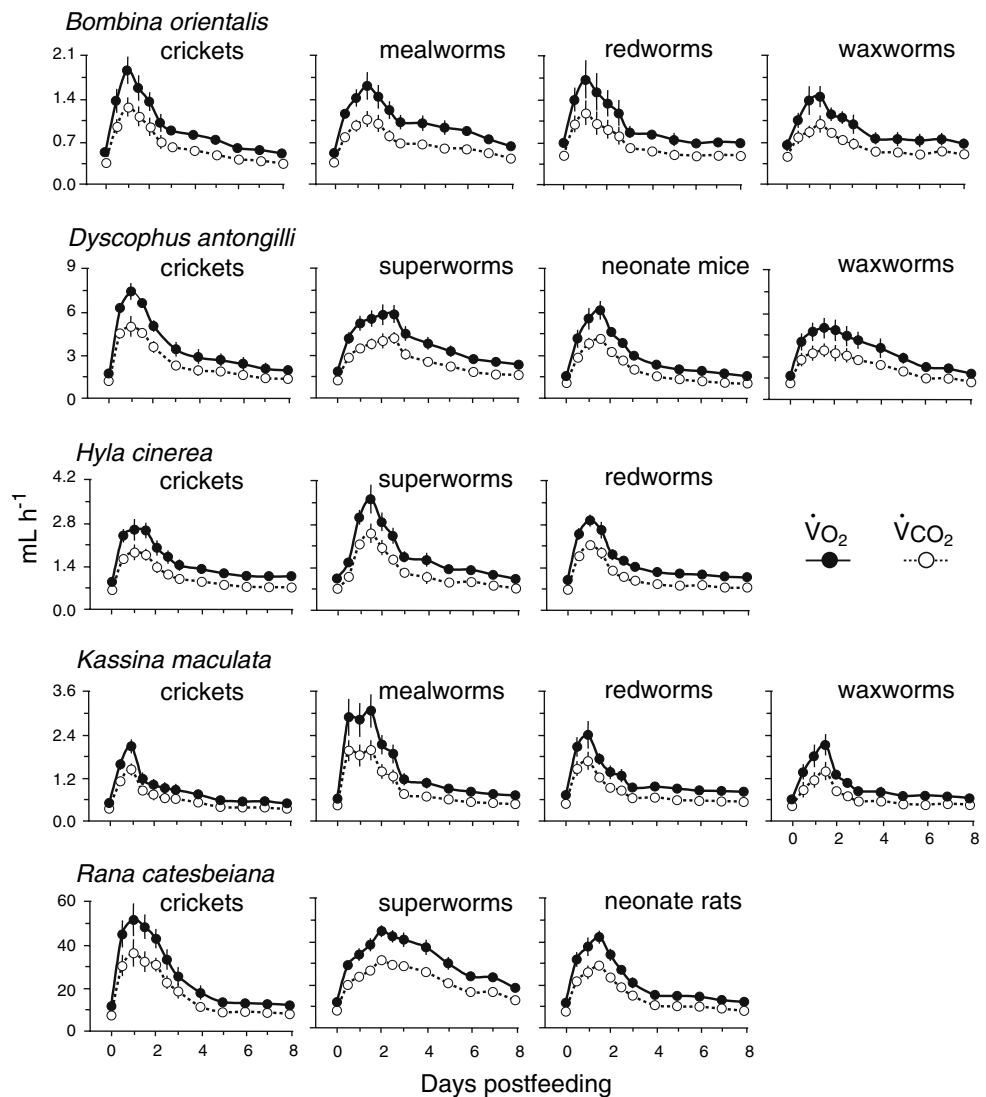 Bombina orientalis
crickets mealworms redworms waxworms
2.1
1.4
0.7
0.0
Dyscophus antongilli
crickets superworms neonate mice waxworms
9
6
3
0
Hyla cinerea
crickets superworms redworms
4.2
2.8
1.4
0.0
mL h⁻¹
V̇O₂ V̇CO₂
Kassina maculata
crickets mealworms redworms waxworms
3.6
2.4
1.2
0.0
0 2 4 6 8
Rana catesbeiana
crickets superworms neonate rats
60
40
20
0
0 2 4 6 8 0 2 4 6 8 0 2 4 6 8
Days postfeeding